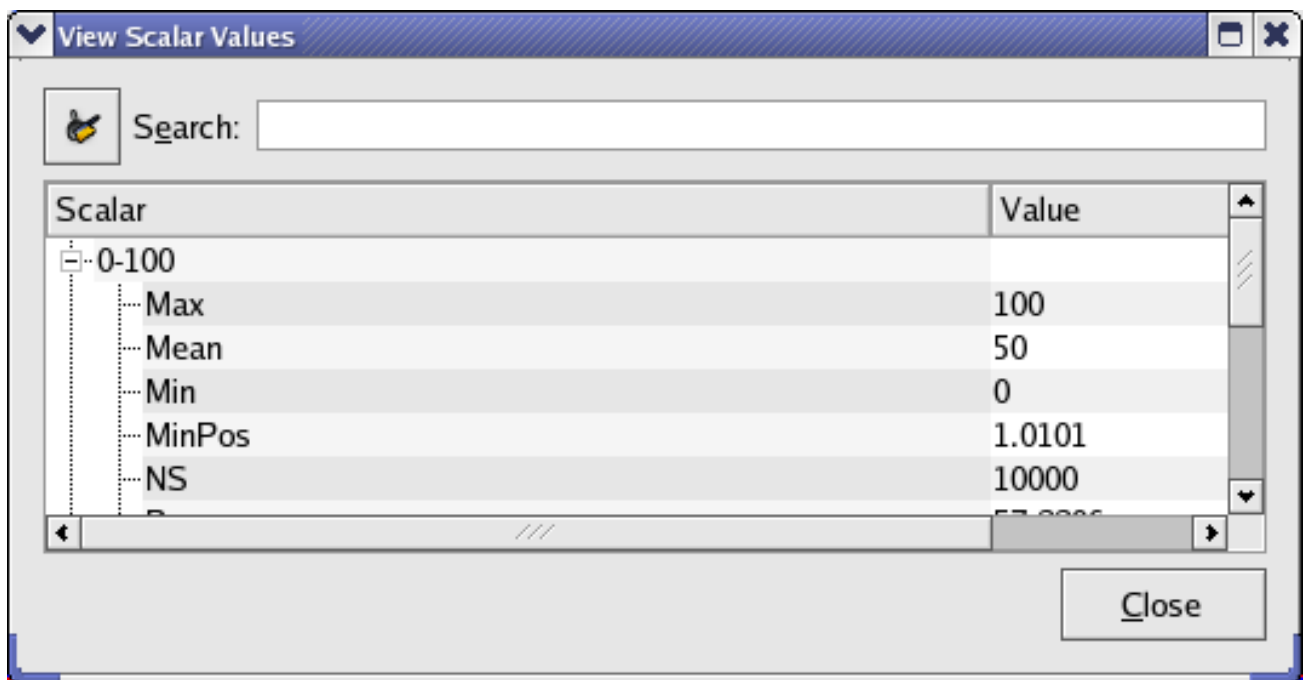 View Scalar Values
Search:
Scalar Value
0-100
Max 100
Mean 50
Min 0
MinPos 1.0101
NS 10000
Close